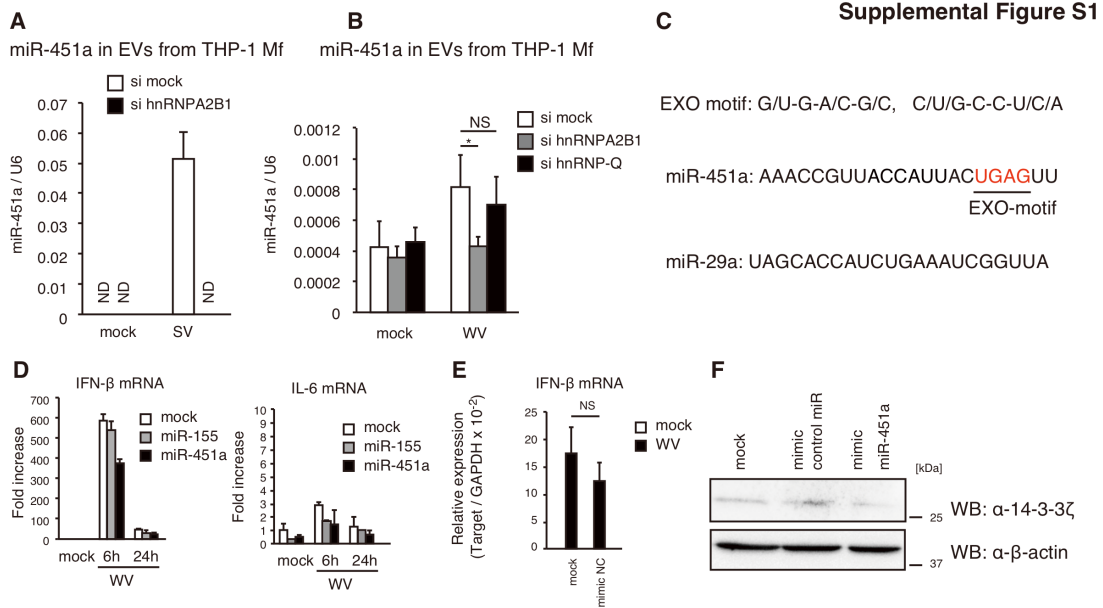 Supplemental Figure S1
A
miR-451a in EVs from THP-1 Mf
si mock
si hnRNPA2B1
miR-451a / U6
0.07
0.06
0.05
0.04
0.03
0.02
0.01
0
ND
ND
ND
mock
SV
B
miR-451a in EVs from THP-1 Mf
si mock
si hnRNPA2B1
si hnRNP-Q
miR-451a / U6
0.0012
0.001
0.0008
0.0006
0.0004
0.0002
0
NS
*
mock
WV
C
EXO motif: G/U-G-A/C-G/C, C/U/G-C-C-U/C/A
miR-451a: AAACCGUUACCAUUACUGAGUU
EXO-motif
miR-29a: UAGCACCAUCUGAAAUCGGUUA
D
IFN-β mRNA
mock
miR-155
miR-451a
Fold increase
700
600
500
400
300
200
100
0
mock 6h 24h
WV
IL-6 mRNA
mock
miR-155
miR-451a
Fold increase
10
9
8
7
6
5
4
3
2
1
0
mock 6h 24h
WV
E
IFN-β mRNA
mock
WV
Relative expression
(Target / GAPDH x 10-2)
25
20
15
10
5
0
NS
mock
mimic NC
F
mock
mimic
control miR
mimic
miR-451a
[kDa]
25
WB: α-14-3-3ζ
37
WB: α-β-actin